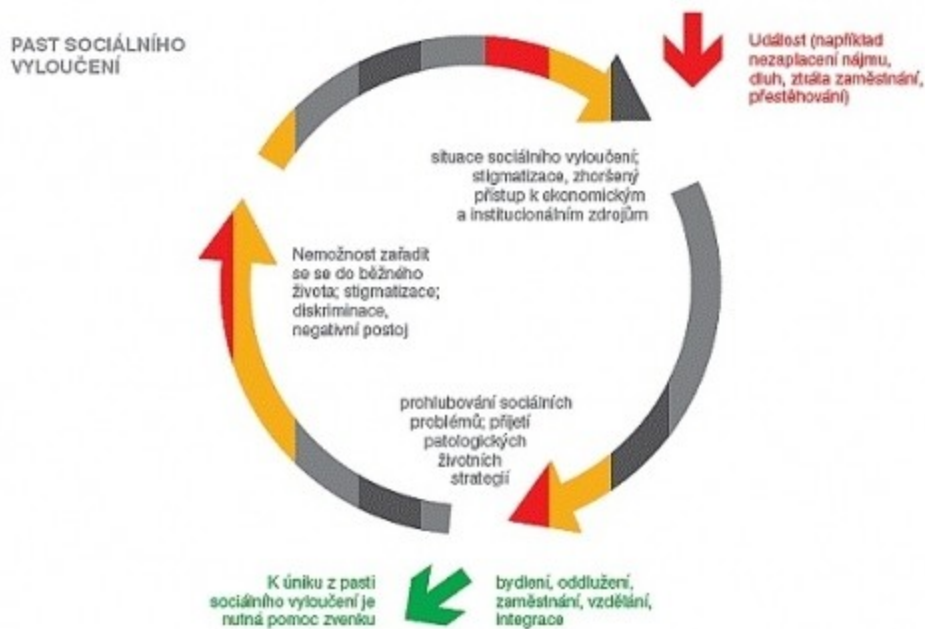 PAST SOCIÁLNÍHO
VYLOUČENÍ
Událost (například
nezaplacení nájmu,
dluh, ztráta zaměstnání,
přestěhování)
situace sociálního vyloučení;
stigmatizace, zhoršený
přístup k ekonomickým
a institucionálním zdrojům
Nemožnost zařadit
se se do běžného
života; stigmatizace;
diskriminace,
negativní postoj
prohlubování sociálních
problémů; přijetí
patologických
životních
strategií
K úniku z pasti
sociálního vyloučení je
nutná pomoc zvenku
bydlení, oddlužení,
zaměstnání, vzdělání,
integrace